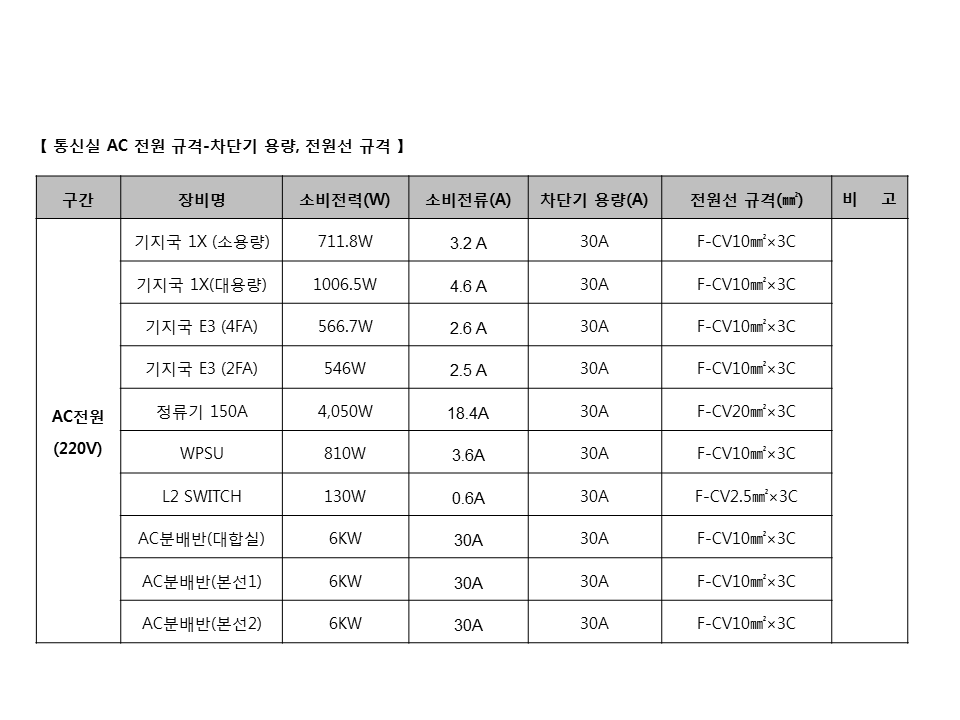 【 통신실 AC 전원 규격-차단기 용량, 전원선 규격 】
구간 장비명 소비전력(W) 소비전류(A) 차단기 용량(A) 전원선 규격(㎟) 비 고
AC전원
(220V)
기지국 1X (소용량) 711.8W 3.2 A 30A F-CV10㎟×3C
기지국 1X(대용량) 1006.5W 4.6 A 30A F-CV10㎟×3C
기지국 E3 (4FA) 566.7W 2.6 A 30A F-CV10㎟×3C
기지국 E3 (2FA) 546W 2.5 A 30A F-CV10㎟×3C
정류기 150A 4,050W 18.4A 30A F-CV20㎟×3C
WPSU 810W 3.6A 30A F-CV10㎟×3C
L2 SWITCH 130W 0.6A 30A F-CV2.5㎟×3C
AC분배반(대합실) 6KW 30A 30A F-CV10㎟×3C
AC분배반(본선1) 6KW 30A 30A F-CV10㎟×3C
AC분배반(본선2) 6KW 30A 30A F-CV10㎟×3C